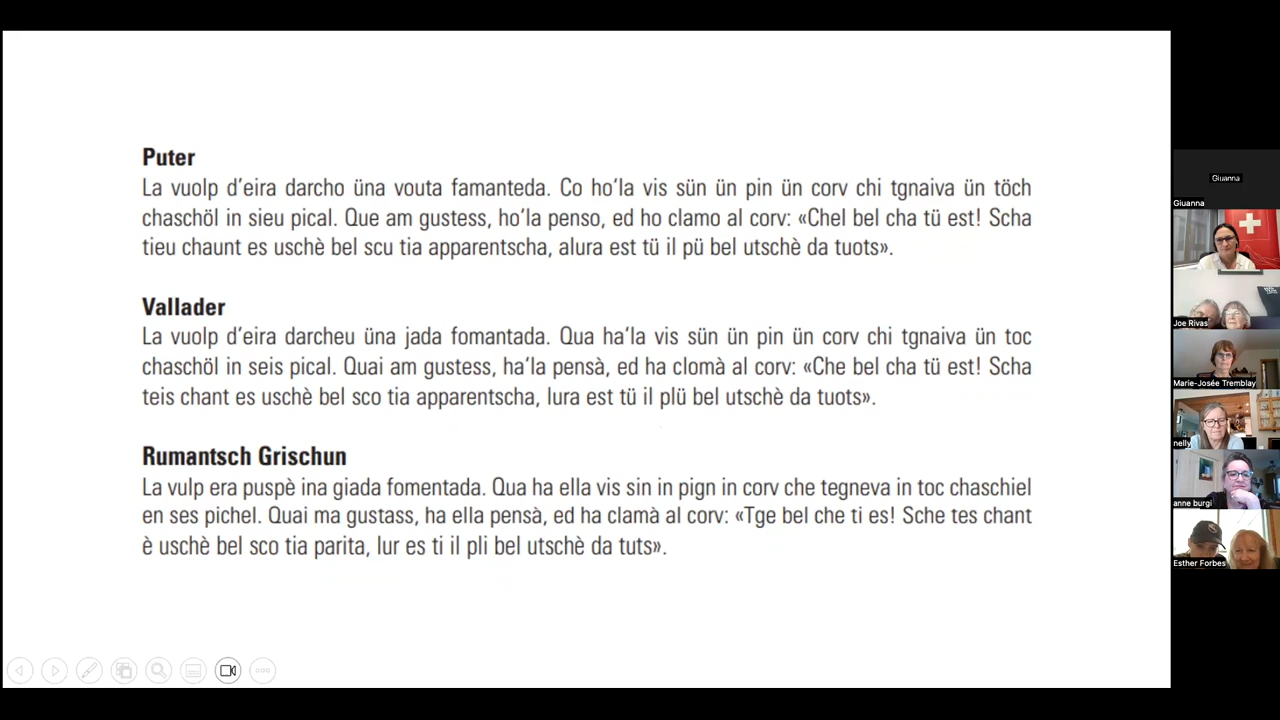 Puter
La vuolp d'eira darcho üna vouta famanteda. Co ho'la vis sün ün pin ün corv chi tgnaiva ün töch
chaschöl in sieu pical. Que am gustess, ho'la penso, ed ho clamo al corv: «Chel bel cha tü est! Scha
tieu chaunt es uschè bel scu tia apparentscha, alura est tü il pü bel utschè da tuots».
Vallader
La vuolp d'eira darcheu üna jada fomantada. Qua ha'la vis sün ün pin ün corv chi tgnaiva ün toc
chaschöl in seis pical. Quai am gustess, ha'la pensà, ed ha clomà al corv: «Che bel cha tü est! Scha
teis chant es uschè bel sco tia apparentscha, lura est tü il plü bel utschè da tuots».
Rumantsch Grischun
La vulp era puspè ina giada fomentada. Qua ha ella vis sin in pign in corv che tegneva in toc chaschiel
en ses pichel. Quai ma gustass, ha ella pensà, ed ha clamà al corv: «Tge bel che ti es! Sche tes chant
è uschè bel sco tia parita, lur es ti il pli bel utschè da tuts».
Giuanna
Giuanna
Joe Rivas
Marie-Josée Tremblay
nelly
anne burgi
Esther Forbes